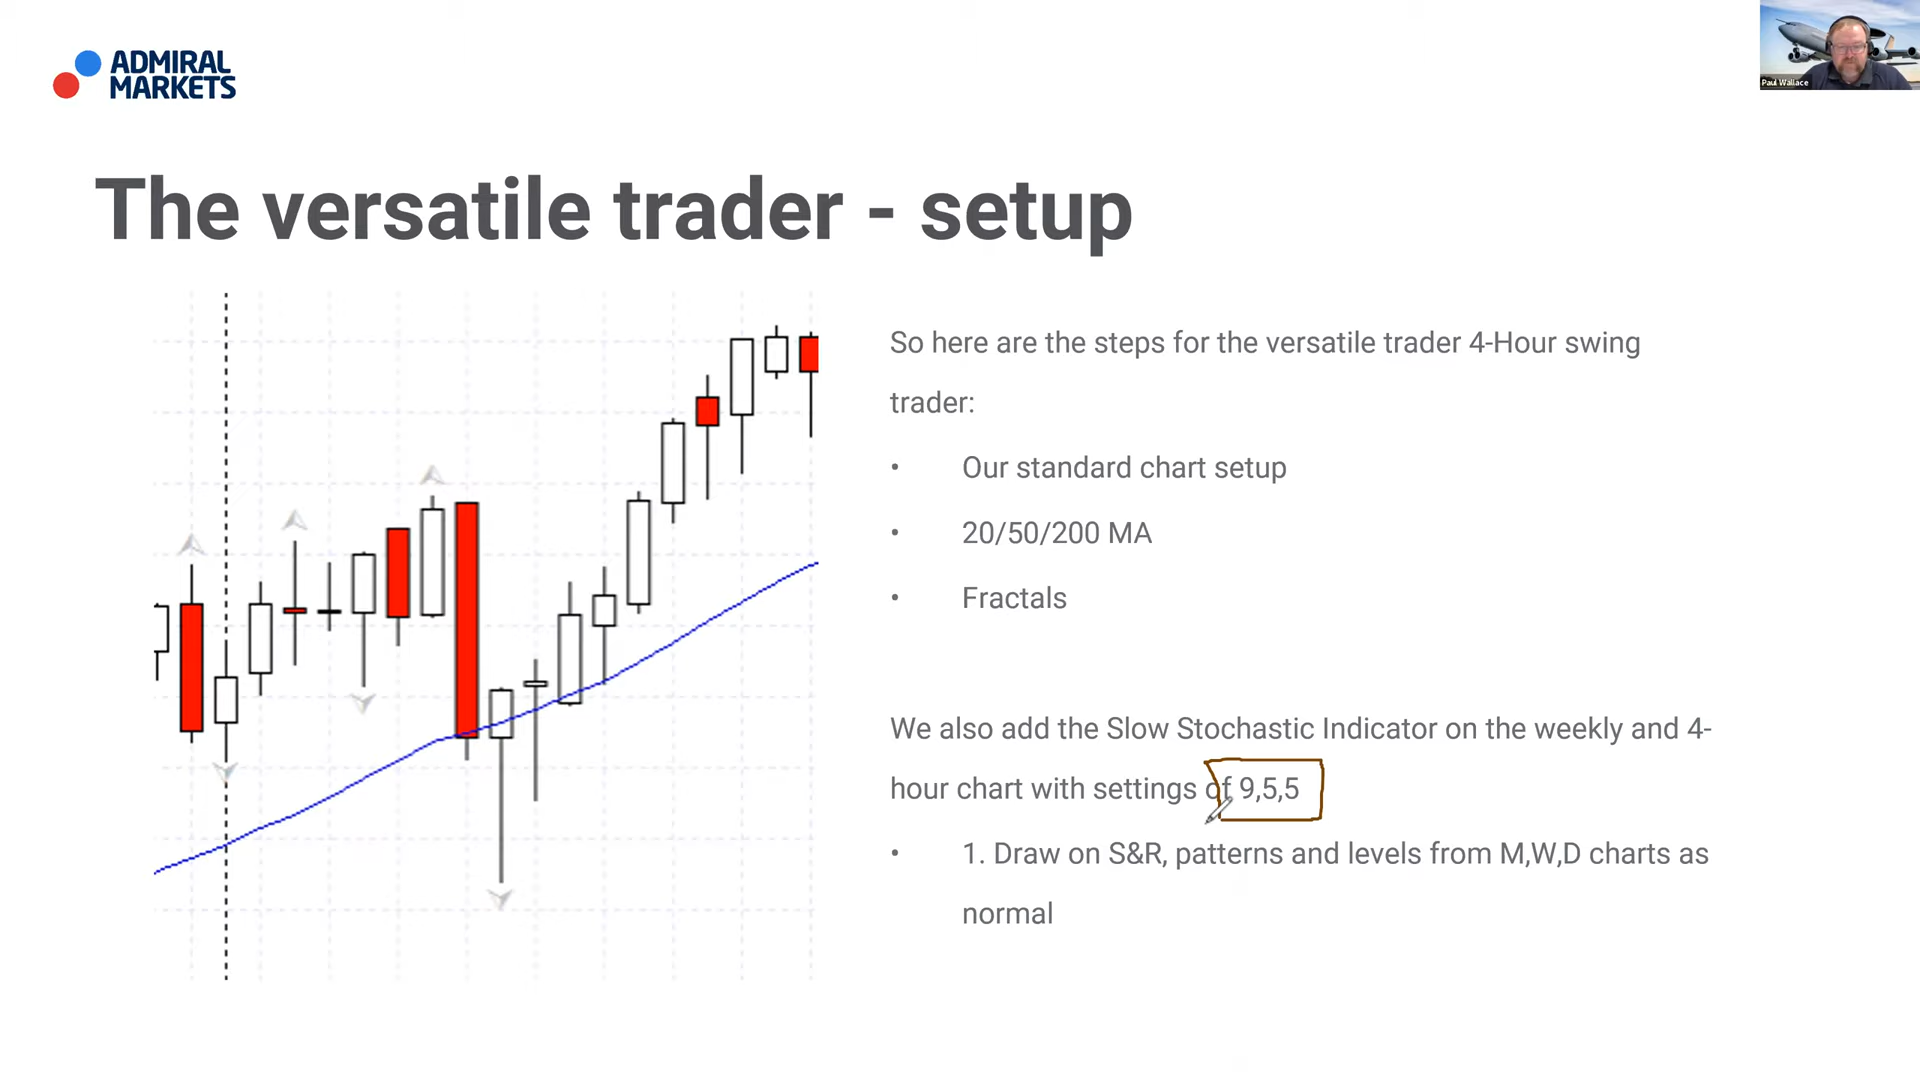 ADMIRAL
MARKETS
Paul Wallace
The versatile trader - setup
So here are the steps for the versatile trader 4-Hour swing
trader:
• Our standard chart setup
• 20/50/200 MA
• Fractals
We also add the Slow Stochastic Indicator on the weekly and 4-
hour chart with settings of 9,5,5
• 1. Draw on S&R, patterns and levels from M,W,D charts as
normal